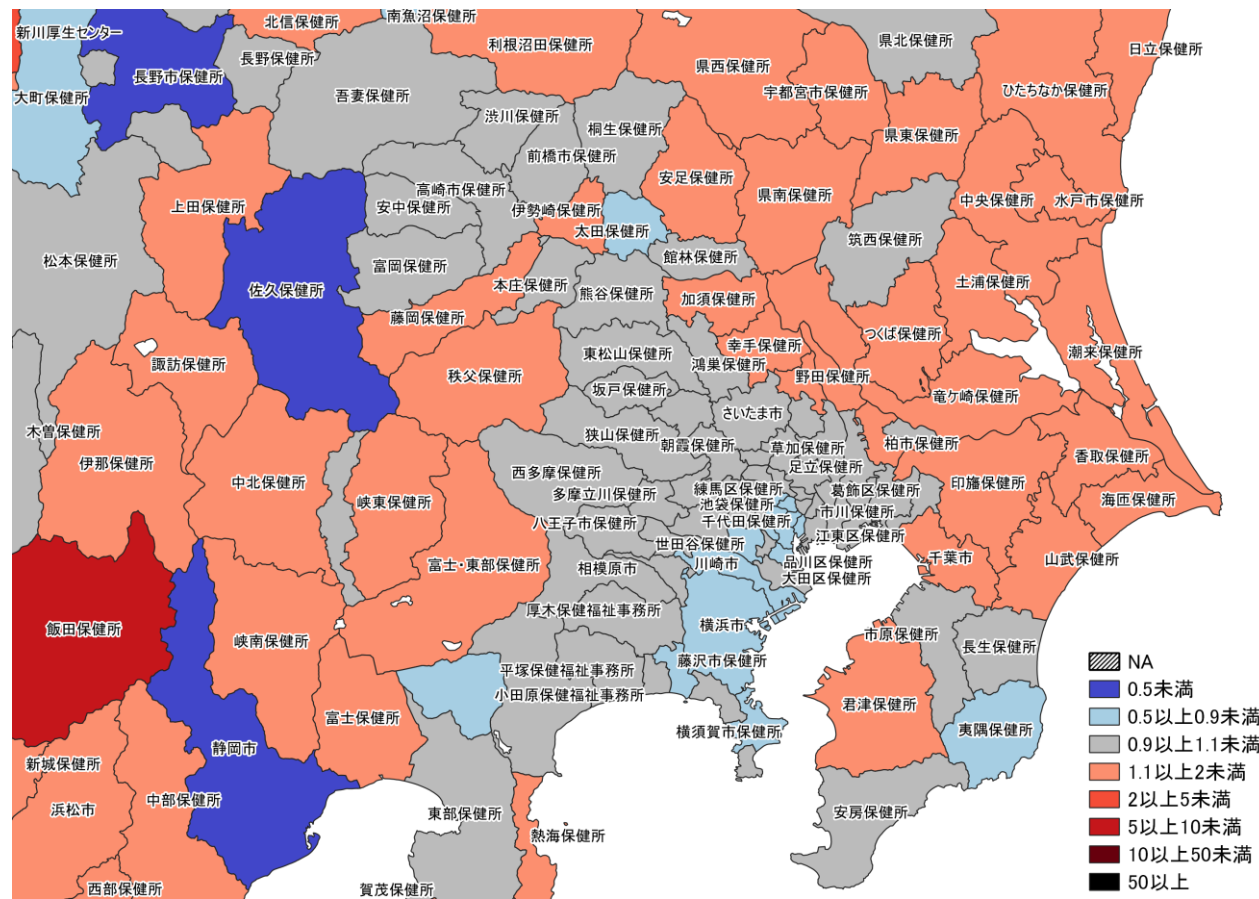 新川厚生センター
北信保健所
南魚沼保健所
利根沼田保健所
県北保健所
日立保健所
長野保健所
長野市保健所
県西保健所
宇都宮市保健所
ひたちなか保健所
大町保健所
吾妻保健所
渋川保健所
桐生保健所
県東保健所
前橋市保健所
安足保健所
県南保健所
高崎市保健所
上田保健所
安中保健所
伊勢崎保健所
中央保健所
水戸市保健所
太田保健所
筑西保健所
松本保健所
富岡保健所
館林保健所
佐久保健所
本庄保健所
熊谷保健所
加須保健所
土浦保健所
藤岡保健所
つくば保健所
幸手保健所
東松山保健所
潮来保健所
諏訪保健所
鴻巣保健所
秩父保健所
野田保健所
坂戸保健所
竜ケ崎保健所
さいたま市
木曽保健所
狭山保健所
朝霞保健所
草加保健所
柏市保健所
伊那保健所
香取保健所
足立保健所
西多摩保健所
中北保健所
印旛保健所
練馬区保健所
葛飾区保健所
多摩立川保健所
峡東保健所
海匝保健所
池袋保健所
市川保健所
八王子市保健所
千代田保健所
江東区保健所
世田谷保健所
千葉市
山武保健所
富士・東部保健所
川崎市
品川区保健所
相模原市
大田区保健所
厚木保健福祉事務所
飯田保健所
横浜市
市原保健所
峡南保健所
長生保健所
藤沢市保健所
平塚保健福祉事務所
小田原保健福祉事務所
君津保健所
富士保健所
夷隅保健所
横須賀市保健所
静岡市
新城保健所
中部保健所
浜松市
東部保健所
安房保健所
熱海保健所
西部保健所
賀茂保健所
NA
0.5未満
0.5以上0.9未満
0.9以上1.1未満
1.1以上2未満
2以上5未満
5以上10未満
10以上50未満
50以上